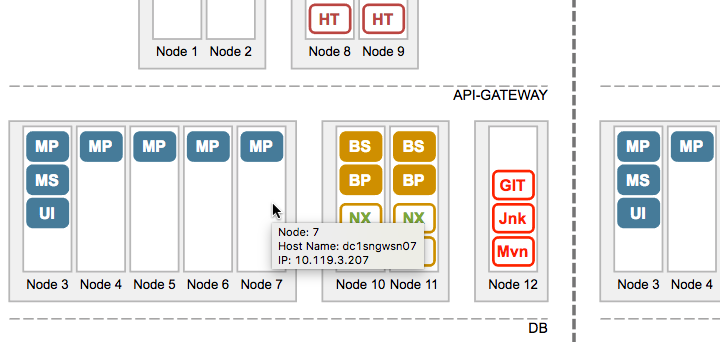 HT HT
Node 1 Node 2 Node 8 Node 9
API-GATEWAY
MP MP MP MP MP BS BS MP MP
MS BP BP GIT MS
UI NX NX Jnk UI
Node: 7
Host Name: dc1sngwsn07
IP: 10.119.3.207
Mvn
Node 3 Node 4 Node 5 Node 6 Node 7 Node 10 Node 11 Node 12 Node 3 Node 4
DB